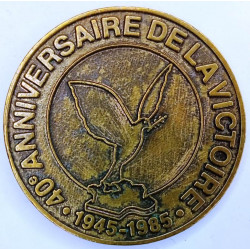 40e ANNIVERSAIRE DE LA VICTOIRE
• 1945-1985 •